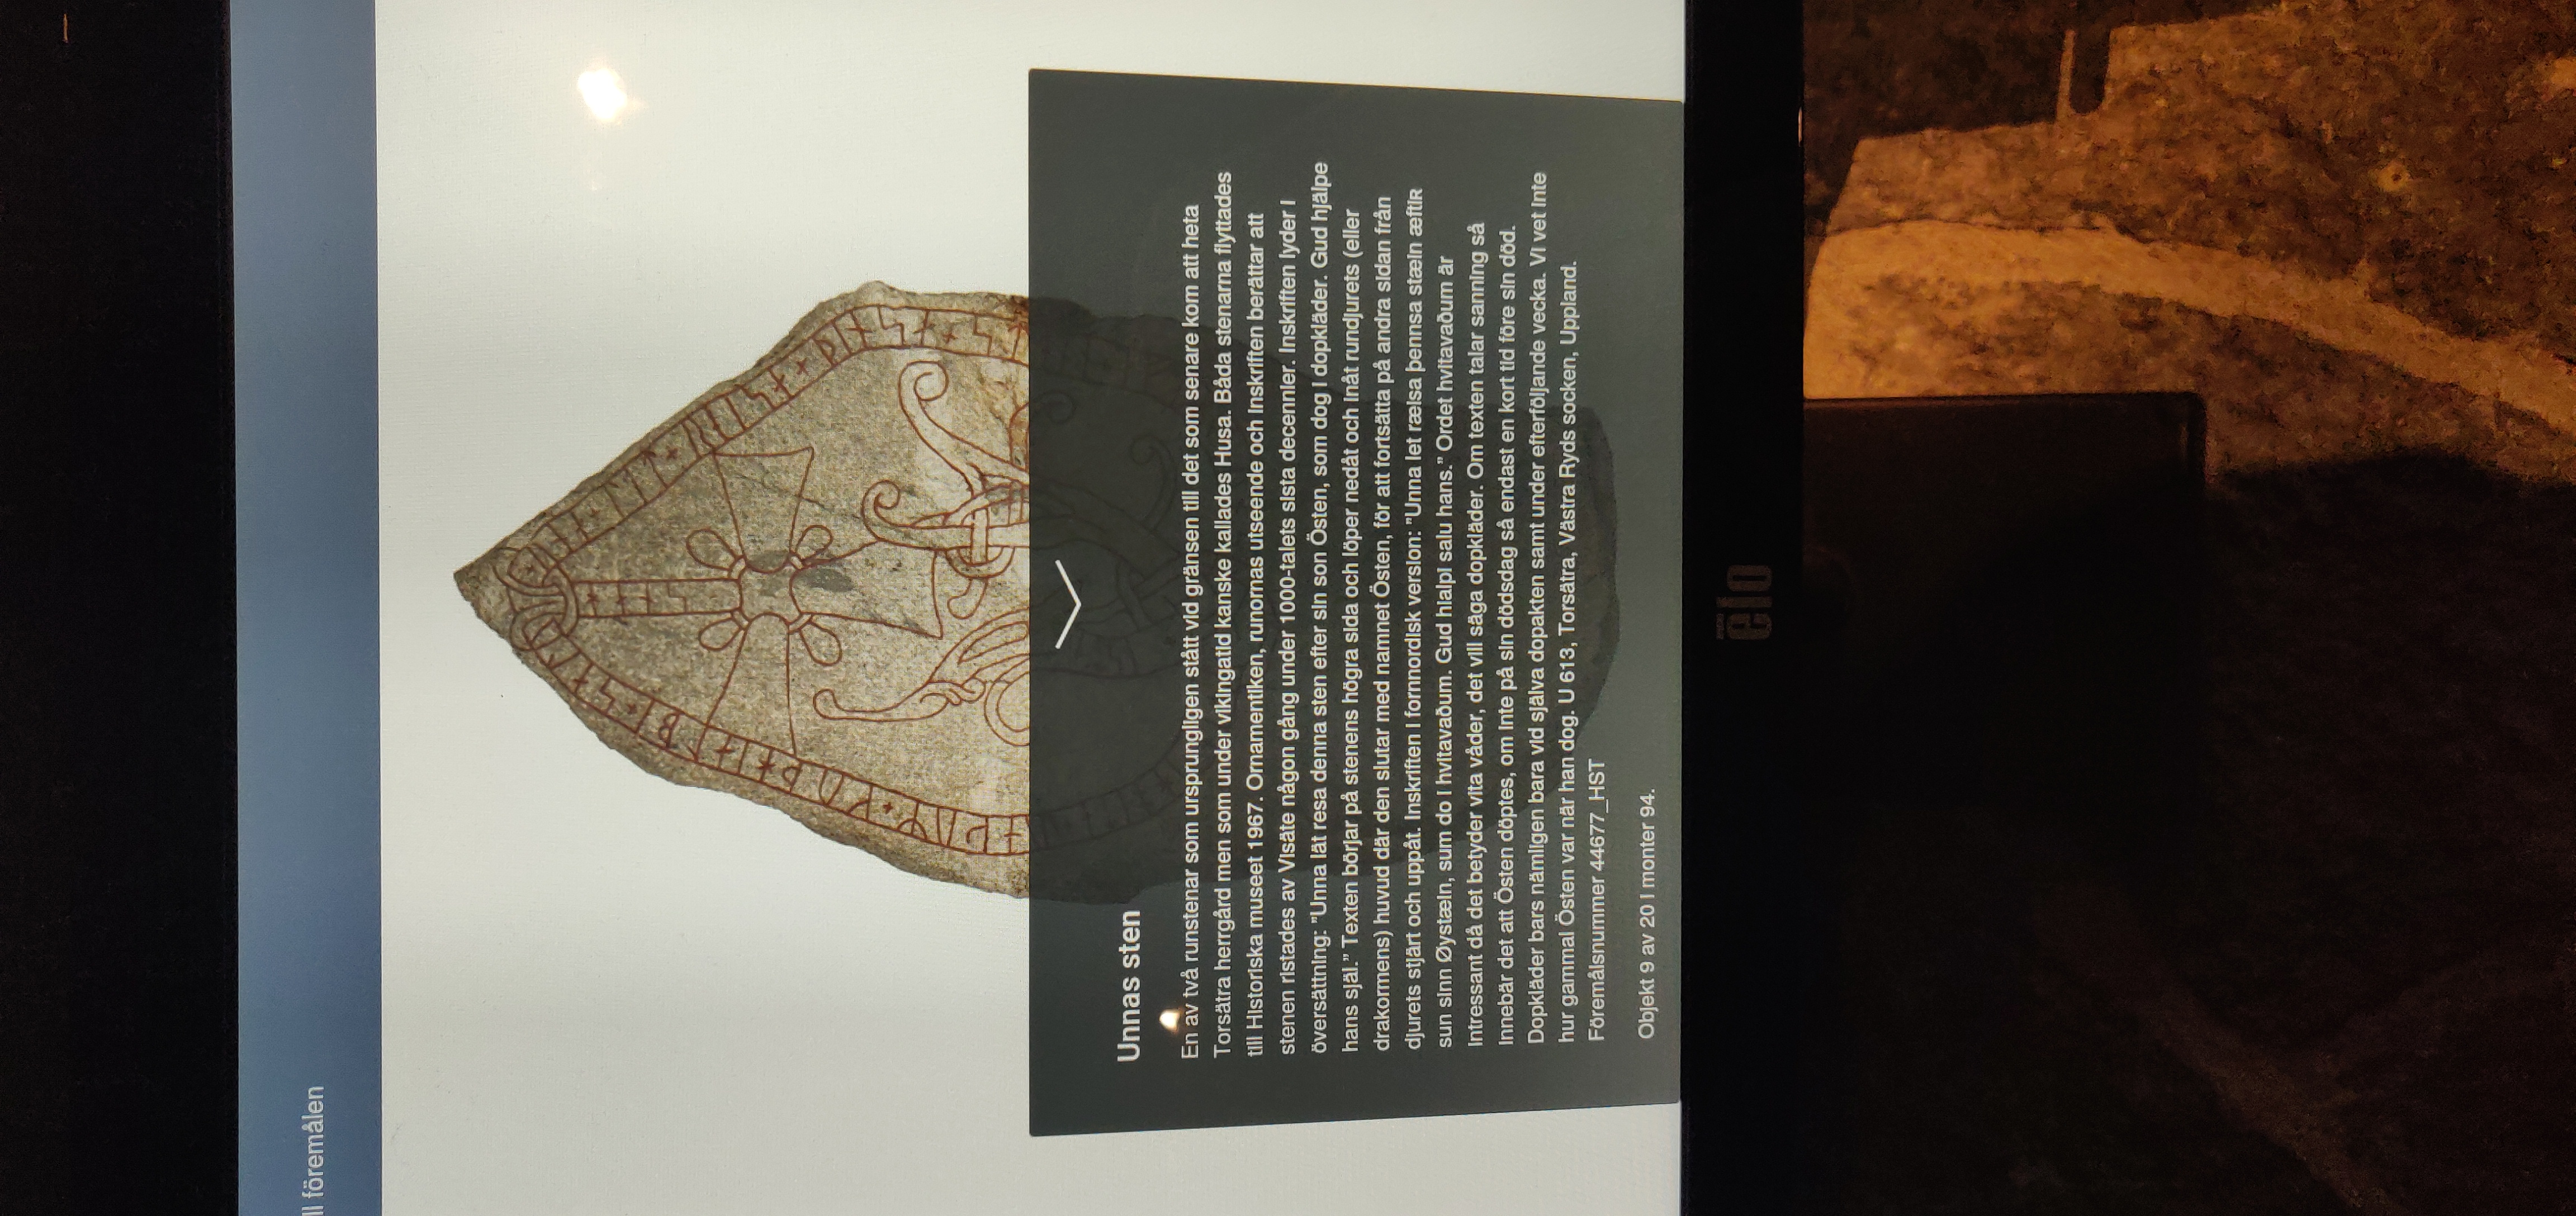 ll föremålen
Unnas sten
En av två runstenar som ursprungligen stått vid gränsen till det som senare kom att heta
Torsätra herrgård men som under vikingatid kanske kallades Husa. Båda stenarna flyttades
till Historiska museet 1967. Ornamentiken, runornas utseende och inskriften berättar att
stenen ristades av Visäte någon gång under 1000-talets sista decennier. Inskriften lyder i
översättning: "Unna lät resa denna sten efter sin son Östen, som dog i dopkläder. Gud hjälpe
hans själ." Texten börjar på stenens högra sida och löper nedåt och inåt rundjurets (eller
drakormens) huvud där den slutar med namnet Östen, för att fortsätta på andra sidan från
djurets stjärt och uppåt. Inskriften i fornnordisk version: "Unna let ræisa þennsa stæin æftiʀ
sun sinn Øystæin, sum do i hvitavaðum. Gud hialpi salu hans." Ordet hvitavaðum är
intressant då det betyder vita våder, det vill säga dopkläder. Om texten talar sanning så
innebär det att Östen döptes, om inte på sin dödsdag så endast en kort tid före sin död.
Dopkläder bars nämligen bara vid själva dopakten samt under efterföljande vecka. Vi vet inte
hur gammal Östen var när han dog. U 613, Torsätra, Västra Ryds socken, Uppland.
Föremålsnummer 44677_HST
Objekt 9 av 20 i monter 94.
ēlo